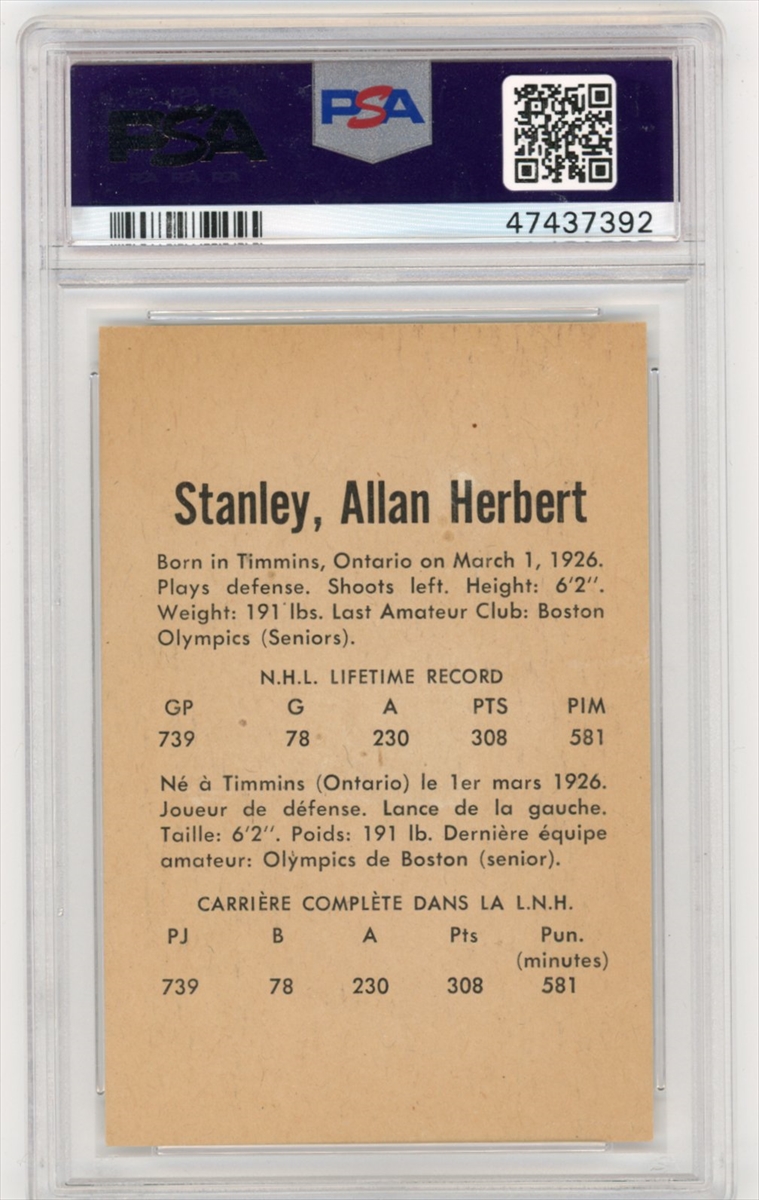 PSA
PSA
47437392
Stanley, Allan Herbert
Born in Timmins, Ontario on March 1, 1926.
Plays defense. Shoots left. Height: 6'2".
Weight: 191 lbs. Last Amateur Club: Boston
Olympics (Seniors).
N.H.L. LIFETIME RECORD
GP G A PTS PIM
739 78 230 308 581
Né à Timmins (Ontario) le 1er mars 1926.
Joueur de défense. Lance de la gauche.
Taille: 6'2". Poids: 191 lb. Dernière équipe
amateur: Olympics de Boston (senior).
CARRIÈRE COMPLÈTE DANS LA L.N.H.
PJ B A Pts Pun.
(minutes)
739 78 230 308 581